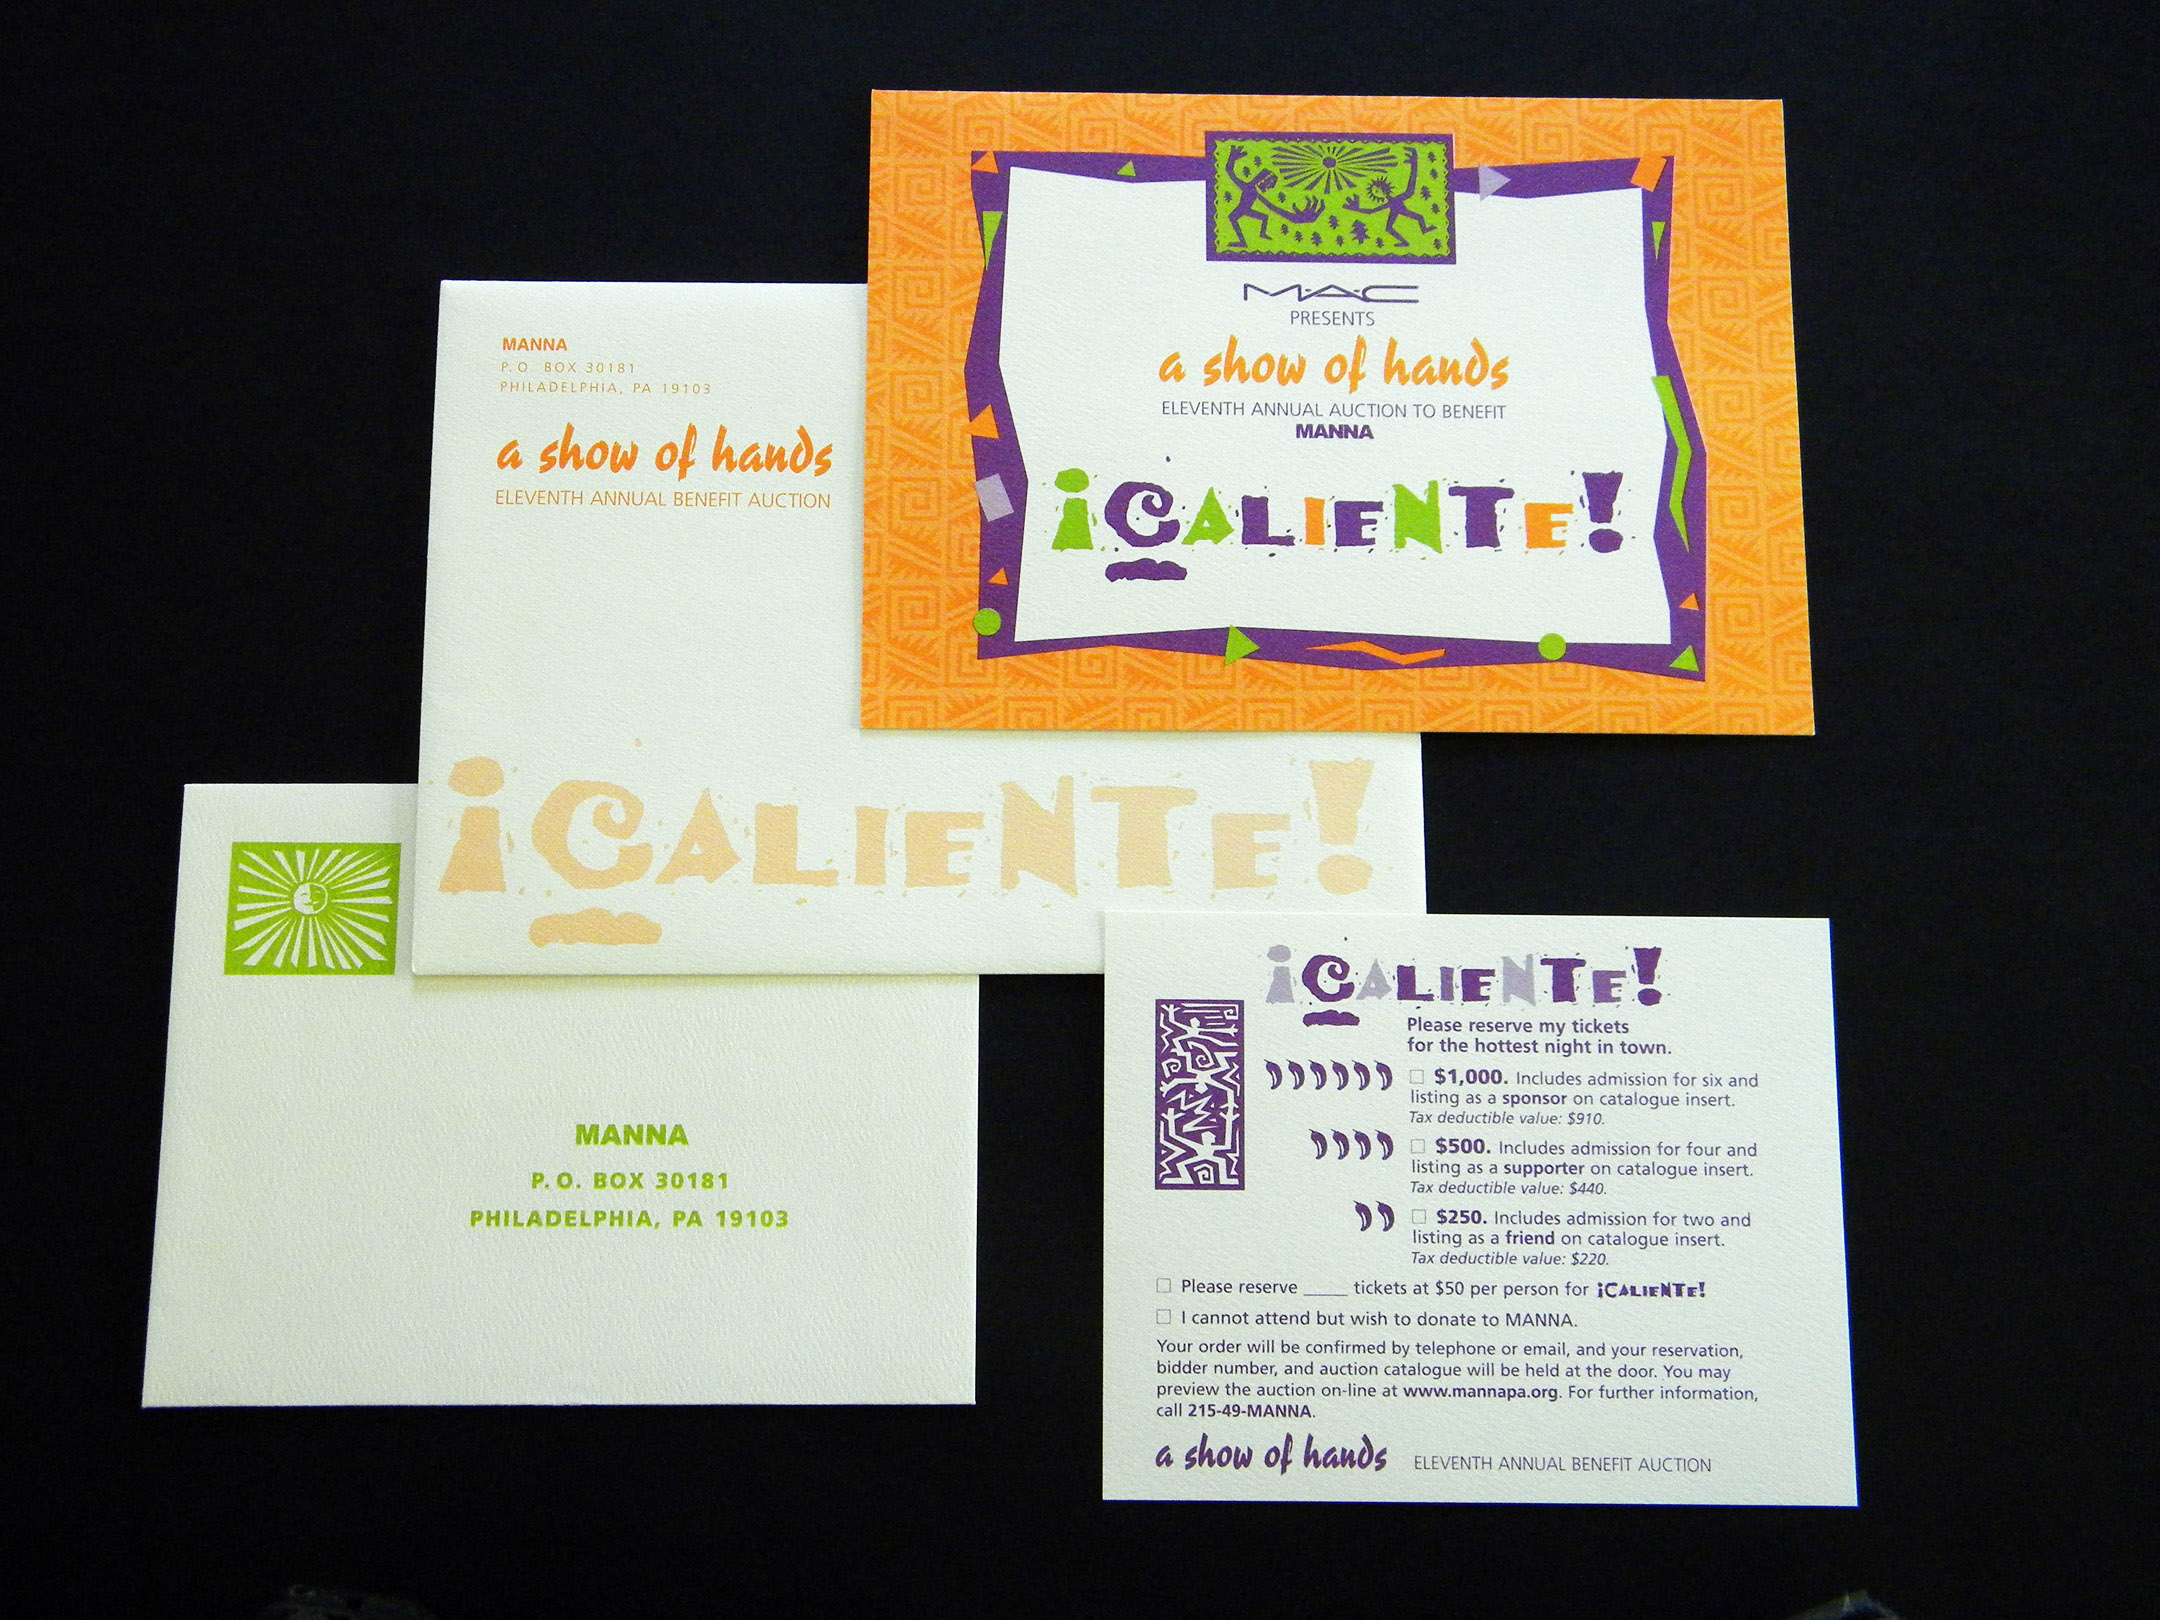 M·A·C
PRESENTS
a show of hands
ELEVENTH ANNUAL AUCTION TO BENEFIT
MANNA
¡CALIENTE!
MANNA
P.O BOX 30181
PHILADELPHIA, PA 19103
a show of hands
ELEVENTH ANNUAL BENEFIT AUCTION
¡CALIENTE!
MANNA
P.O. BOX 30181
PHILADELPHIA, PA 19103
¡CALIENTE!
Please reserve my tickets
for the hottest night in town.
$1,000. Includes admission for six and
listing as a sponsor on catalogue insert.
Tax deductible value: $910.
$500. Includes admission for four and
listing as a supporter on catalogue insert.
Tax deductible value: $440.
$250. Includes admission for two and
listing as a friend on catalogue insert.
Tax deductible value: $220.
Please reserve _____ tickets at $50 per person for ¡CALIENTE!
I cannot attend but wish to donate to MANNA.
Your order will be confirmed by telephone or email, and your reservation,
bidder number, and auction catalogue will be held at the door. You may
preview the auction on-line at www.mannapa.org. For further information,
call 215-49-MANNA.
a show of hands ELEVENTH ANNUAL BENEFIT AUCTION